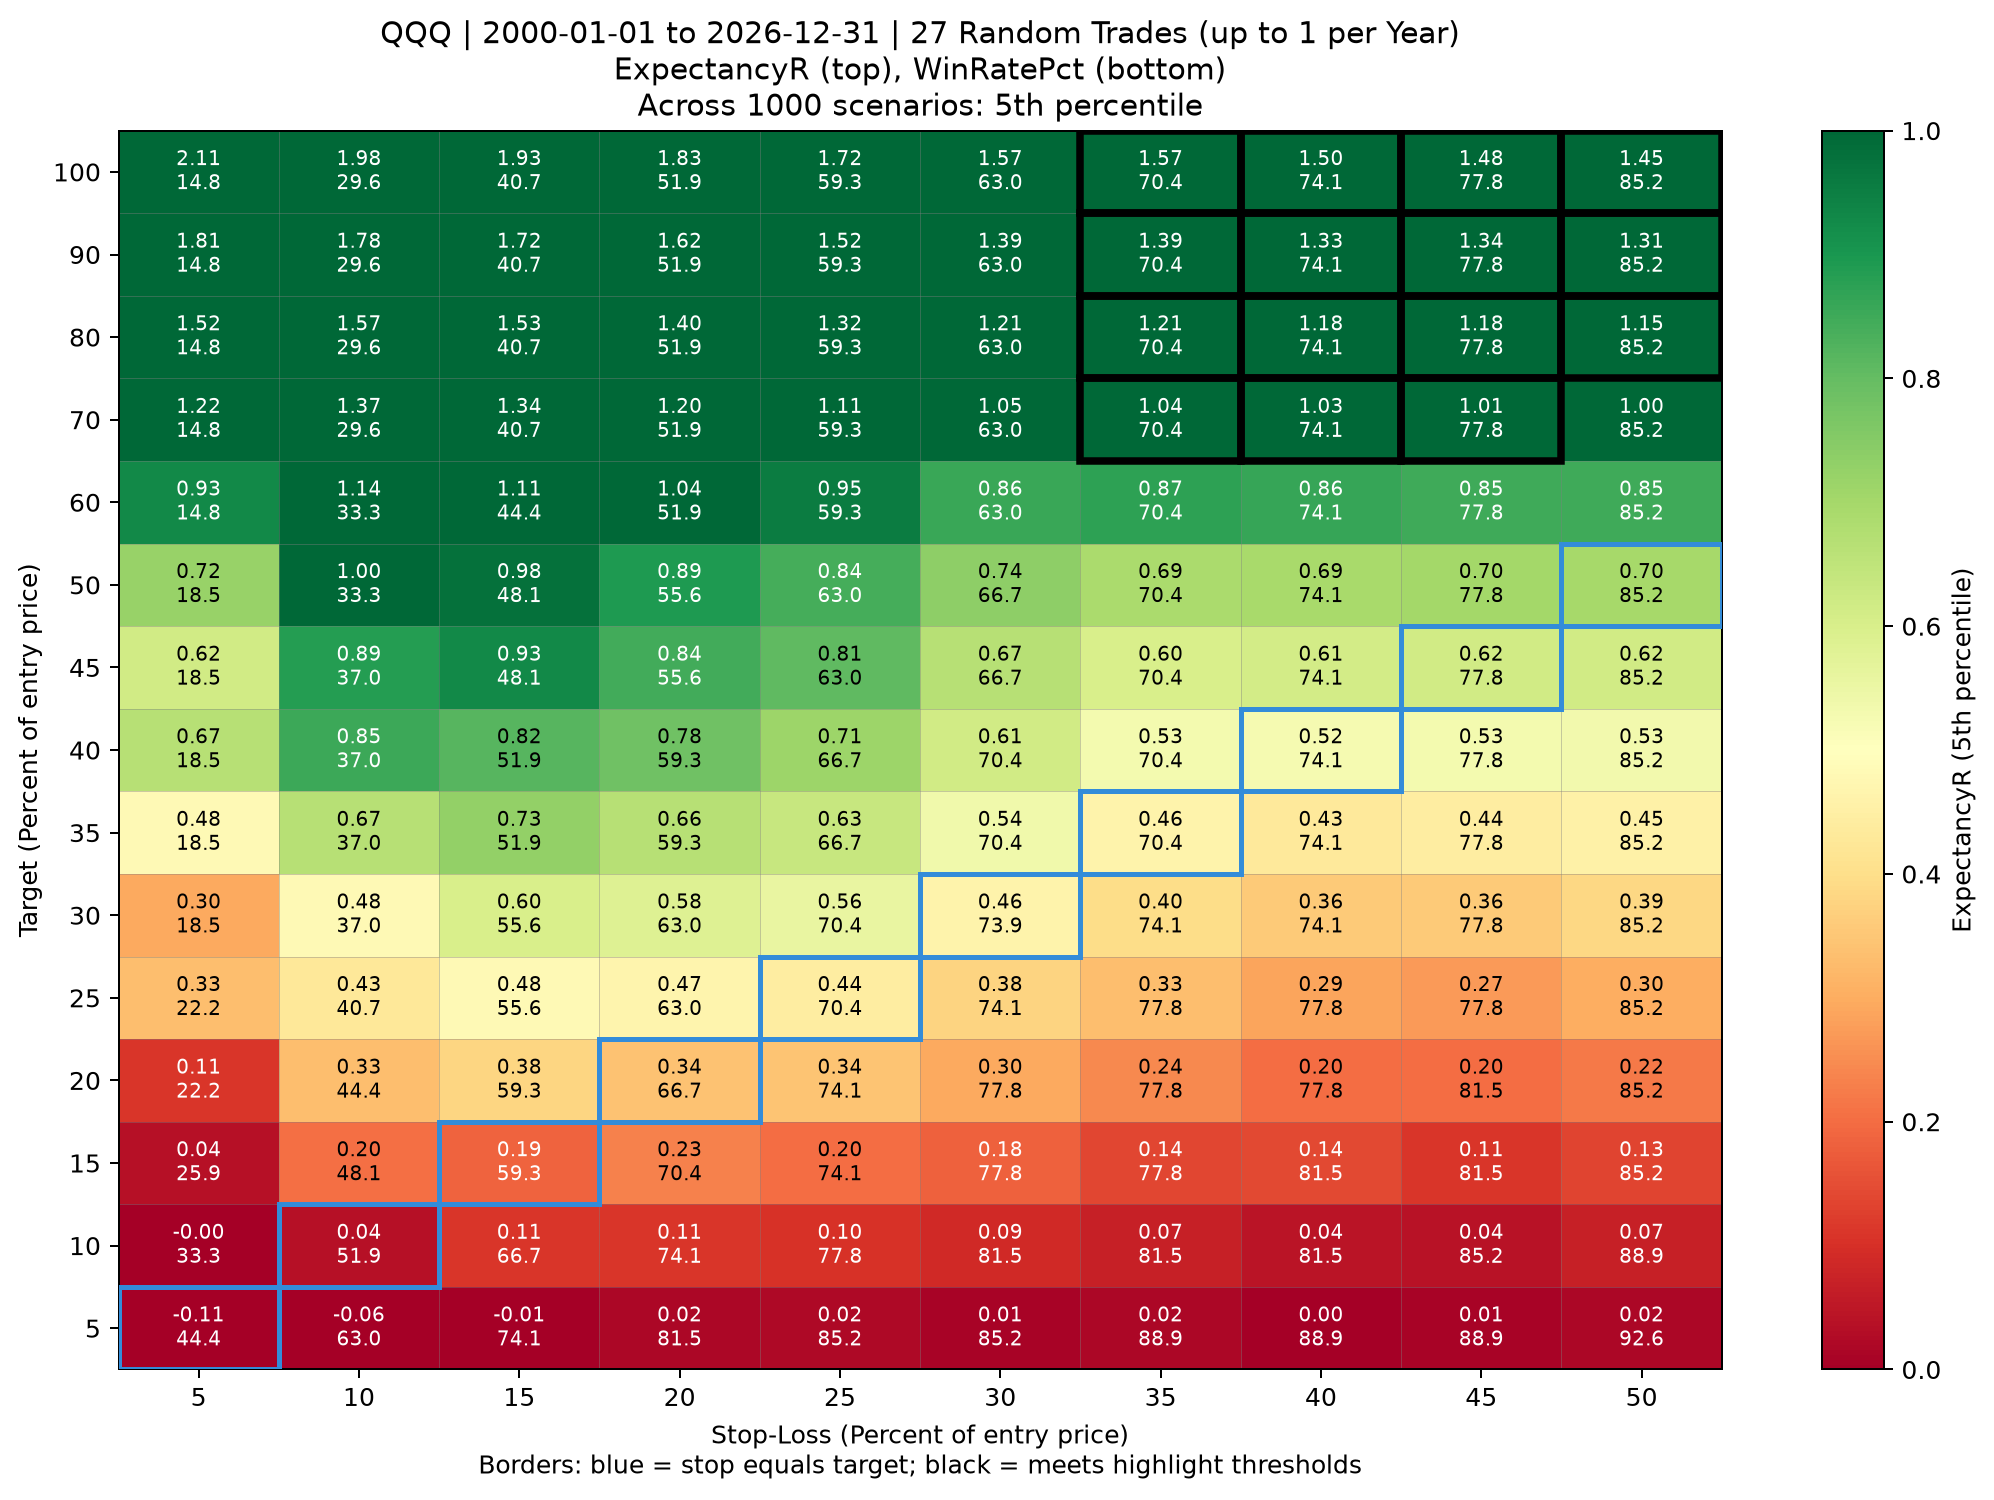 QQQ | 2000-01-01 to 2026-12-31 | 27 Random Trades (up to 1 per Year)
ExpectancyR (top), WinRatePct (bottom)
Across 1000 scenarios: 5th percentile
Target (Percent of entry price)
100
2.11 1.98 1.93 1.83 1.72 1.57 1.57 1.50 1.48 1.45
14.8 29.6 40.7 51.9 59.3 63.0 70.4 74.1 77.8 85.2
90
1.81 1.78 1.72 1.62 1.52 1.39 1.39 1.33 1.34 1.31
14.8 29.6 40.7 51.9 59.3 63.0 70.4 74.1 77.8 85.2
80
1.52 1.57 1.53 1.40 1.32 1.21 1.21 1.18 1.18 1.15
14.8 29.6 40.7 51.9 59.3 63.0 70.4 74.1 77.8 85.2
70
1.22 1.37 1.34 1.20 1.11 1.05 1.04 1.03 1.01 1.00
14.8 29.6 40.7 51.9 59.3 63.0 70.4 74.1 77.8 85.2
60
0.93 1.14 1.11 1.04 0.95 0.86 0.87 0.86 0.85 0.85
14.8 33.3 44.4 51.9 59.3 63.0 70.4 74.1 77.8 85.2
50
0.72 1.00 0.98 0.89 0.84 0.74 0.69 0.69 0.70 0.70
18.5 33.3 48.1 55.6 63.0 66.7 70.4 74.1 77.8 85.2
45
0.62 0.89 0.93 0.84 0.81 0.67 0.60 0.61 0.62 0.62
18.5 37.0 48.1 55.6 63.0 66.7 70.4 74.1 77.8 85.2
40
0.67 0.85 0.82 0.78 0.71 0.61 0.53 0.52 0.53 0.53
18.5 37.0 51.9 59.3 66.7 70.4 70.4 74.1 77.8 85.2
35
0.48 0.67 0.73 0.66 0.63 0.54 0.46 0.43 0.44 0.45
18.5 37.0 51.9 59.3 66.7 70.4 70.4 74.1 77.8 85.2
30
0.30 0.48 0.60 0.58 0.56 0.46 0.40 0.36 0.36 0.39
18.5 37.0 55.6 63.0 70.4 73.9 74.1 74.1 77.8 85.2
25
0.33 0.43 0.48 0.47 0.44 0.38 0.33 0.29 0.27 0.30
22.2 40.7 55.6 63.0 70.4 74.1 77.8 77.8 77.8 85.2
20
0.11 0.33 0.38 0.34 0.34 0.30 0.24 0.20 0.20 0.22
22.2 44.4 59.3 66.7 74.1 77.8 77.8 77.8 81.5 85.2
15
0.04 0.20 0.19 0.23 0.20 0.18 0.14 0.14 0.11 0.13
25.9 48.1 59.3 70.4 74.1 77.8 77.8 81.5 81.5 85.2
10
-0.00 0.04 0.11 0.11 0.10 0.09 0.07 0.04 0.04 0.07
33.3 51.9 66.7 74.1 77.8 81.5 81.5 81.5 85.2 88.9
5
-0.11 -0.06 -0.01 0.02 0.02 0.01 0.02 0.00 0.01 0.02
44.4 63.0 74.1 81.5 85.2 85.2 88.9 88.9 88.9 92.6
5 10 15 20 25 30 35 40 45 50
Stop-Loss (Percent of entry price)
Borders: blue = stop equals target; black = meets highlight thresholds
1.0
0.8
0.6
0.4
0.2
0.0
ExpectancyR (5th percentile)